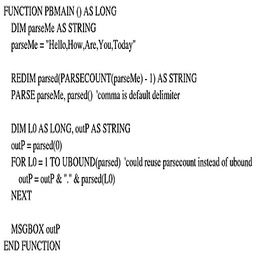 FUNCTION PBMAIN () AS LONG
DIM parseMe AS STRING
parseMe = "Hello,How,Are,You,Today"
REDIM parsed(PARSECOUNT(parseMe) - 1) AS STRING
PARSE parseMe, parsed() 'comma is default delimiter
DIM L0 AS LONG, outP AS STRING
outP = parsed(0)
FOR L0 = 1 TO UBOUND(parsed) 'could reuse parsecount instead of ubound
outP = outP & "." & parsed(L0)
NEXT
MSGBOX outP
END FUNCTION